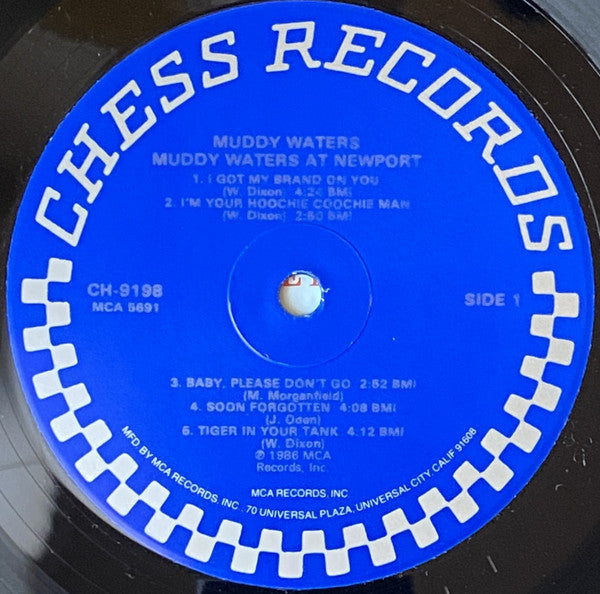 CHESS RECORDS
MUDDY WATERS
MUDDY WATERS AT NEWPORT
1. I GOT MY BRAND ON YOU
(W. Dixon) 4:24 BMI
2. I'M YOUR HOOCHIE COOCHIE MAN
(W. Dixon) 2:50 BMI
CH-9198
MCA 5691
SIDE 1
3. BABY, PLEASE DON'T GO 2:52 BMI
(M. Morganfield)
4. SOON FORGOTTEN 4:08 BMI
(J. Oden)
5. TIGER IN YOUR TANK 4:12 BMI
(W. Dixon)
℗ 1986 MCA
Records, Inc.
MCA RECORDS, INC
MFD BY MCA RECORDS, INC., 70 UNIVERSAL PLAZA, UNIVERSAL CITY, CALIF 91608